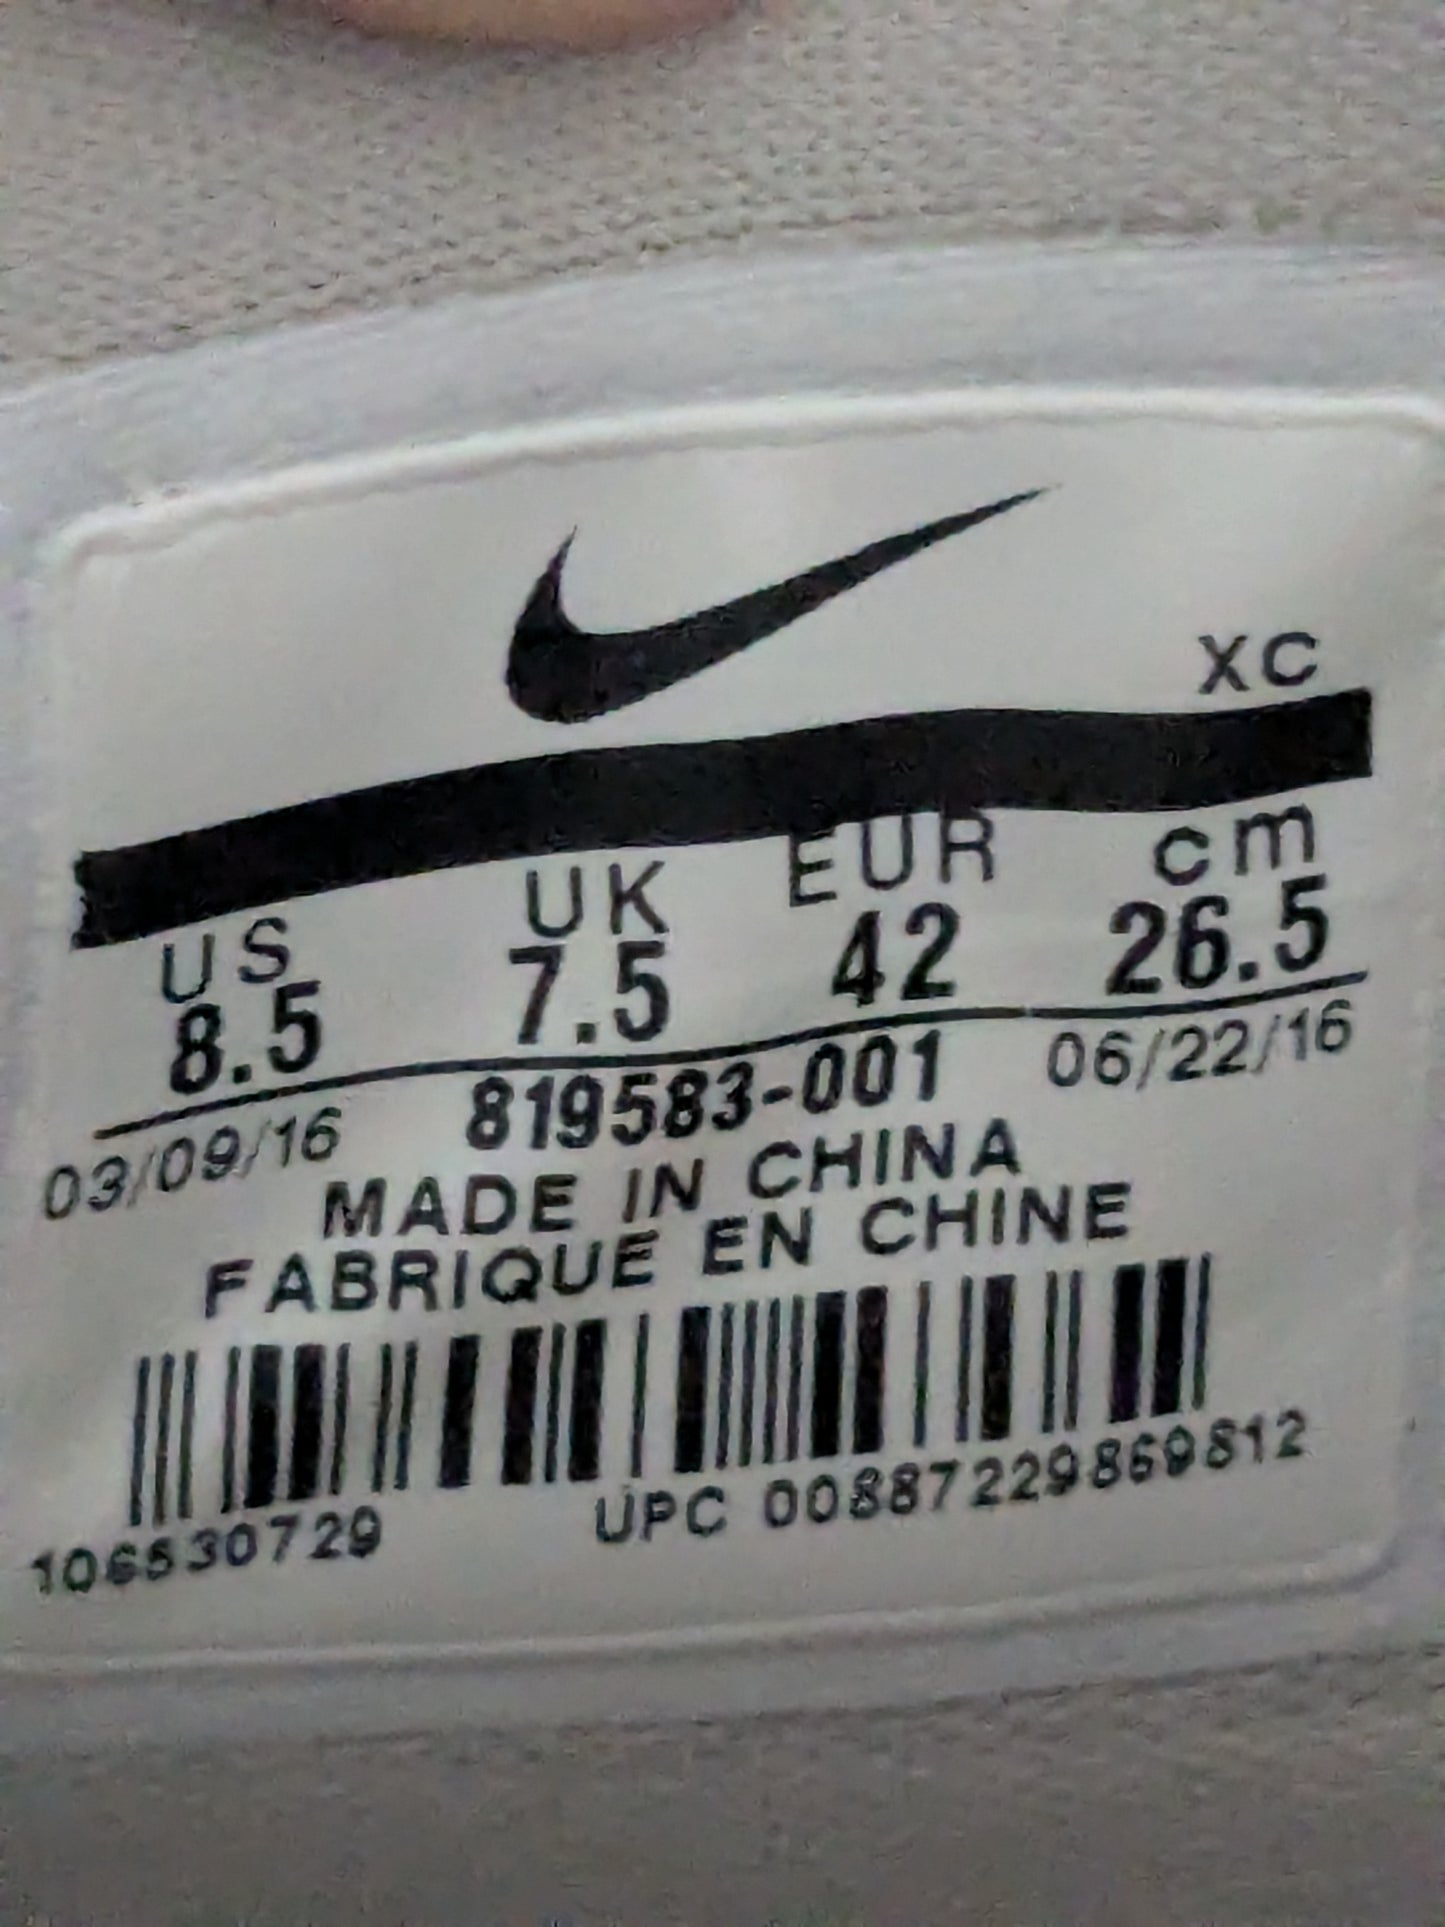 XC
US UK EUR cm
8.5 7.5 42 26.5
03/09/16 819583-001 06/22/16
MADE IN CHINA
FABRIQUE EN CHINE
106530729 UPC 00887229869812